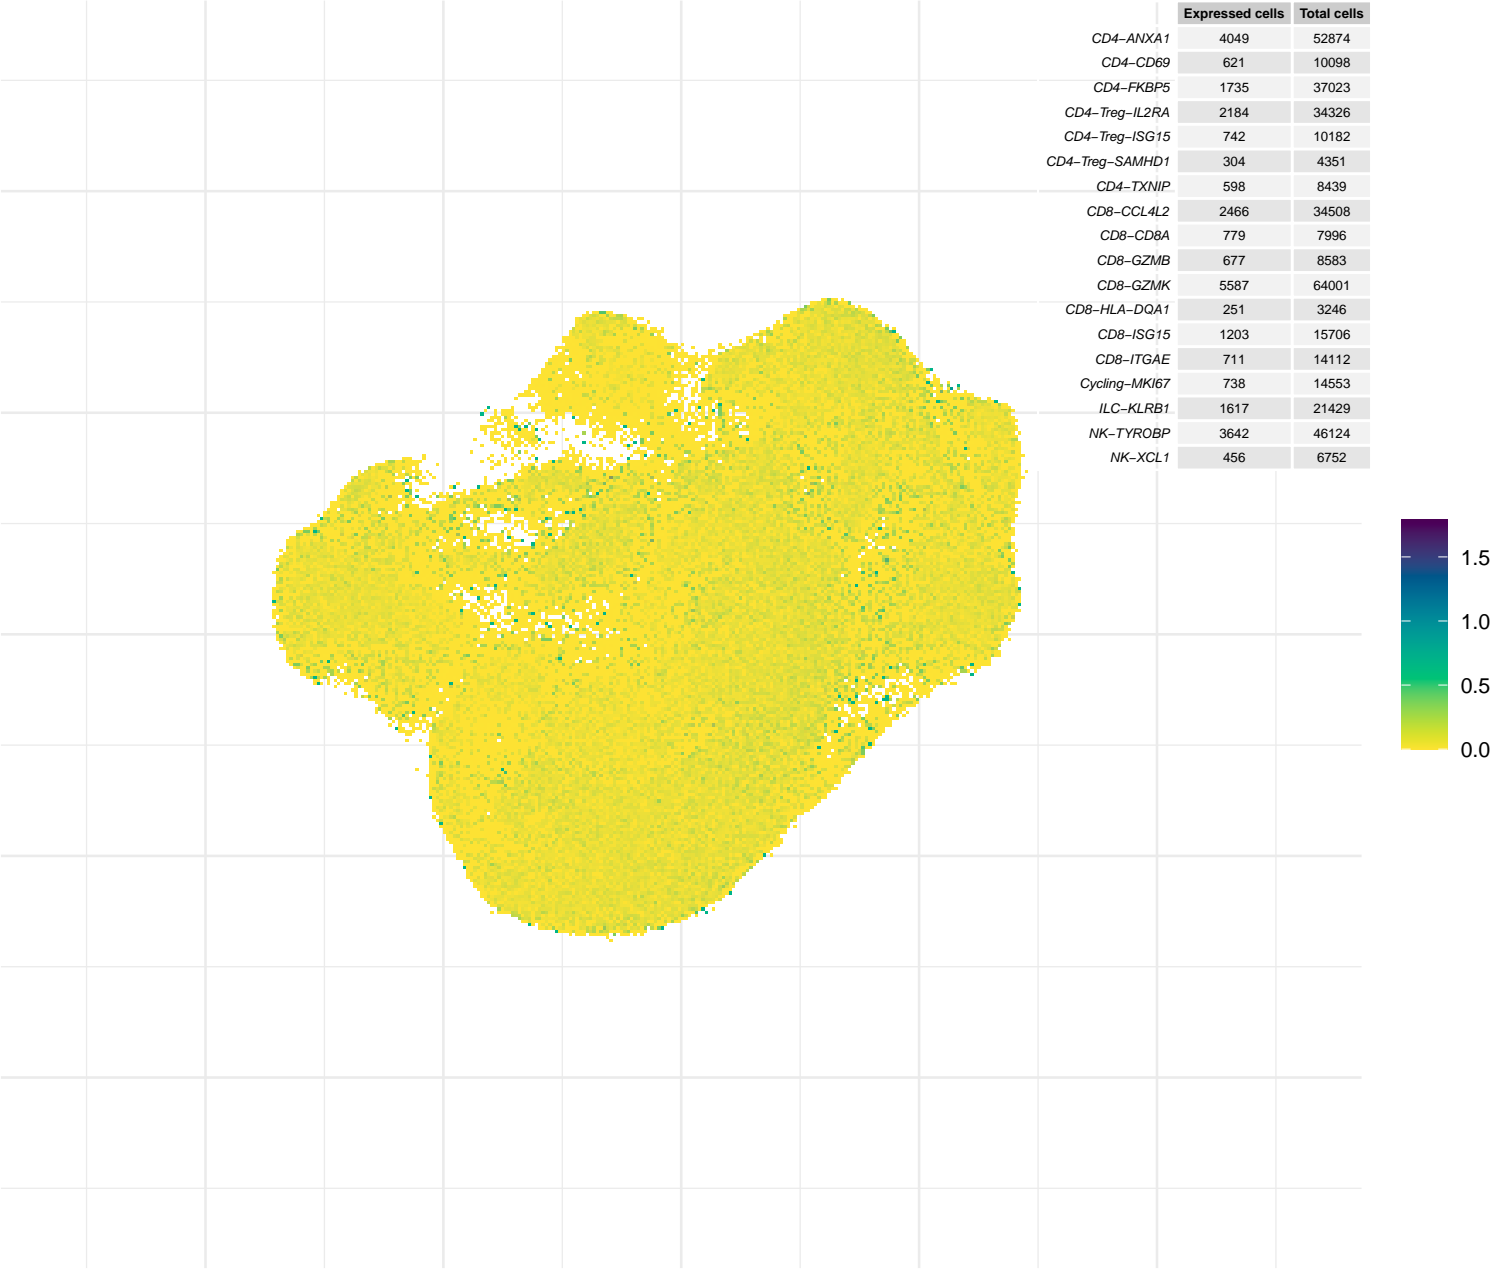 Expressed cells Total cells
CD4−ANXA1 4049 52874
CD4−CD69 621 10098
CD4−FKBP5 1735 37023
CD4−Treg−IL2RA 2184 34326
CD4−Treg−ISG15 742 10182
CD4−Treg−SAMHD1 304 4351
CD4−TXNIP 598 8439
CD8−CCL4L2 2466 34508
CD8−CD8A 779 7996
CD8−GZMB 677 8583
CD8−GZMK 5587 64001
CD8−HLA−DQA1 251 3246
CD8−ISG15 1203 15706
CD8−ITGAE 711 14112
Cycling−MKI67 738 14553
ILC−KLRB1 1617 21429
NK−TYROBP 3642 46124
NK−XCL1 456 6752
1.5
1.0
0.5
0.0